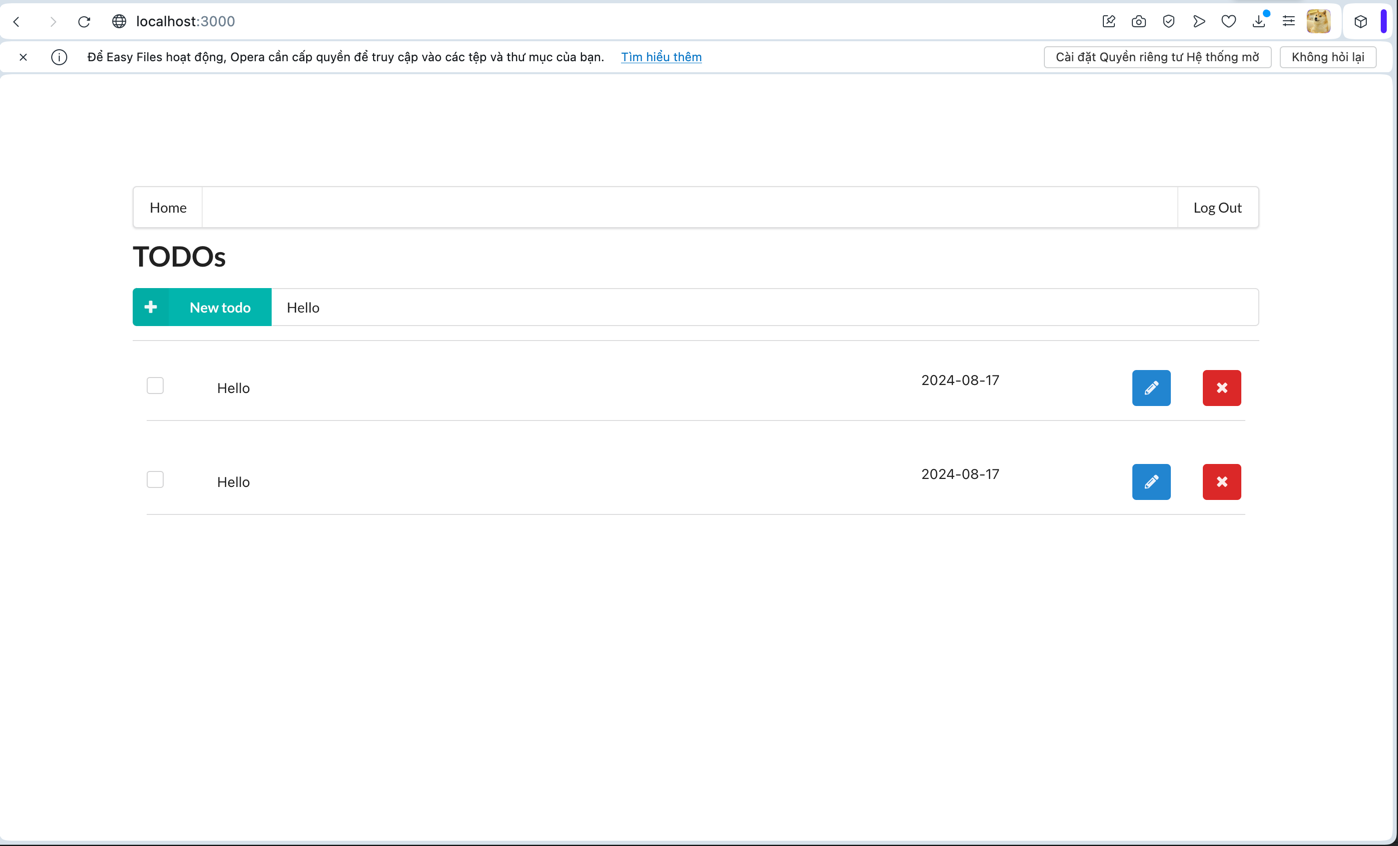 localhost:3000
Để Easy Files hoạt động, Opera cần cấp quyền để truy cập vào các tệp và thư mục của bạn. Tìm hiểu thêm Cài đặt Quyền riêng tư Hệ thống mở Không hỏi lại
Home Log Out
TODOs
New todo Hello
Hello 2024-08-17
Hello 2024-08-17